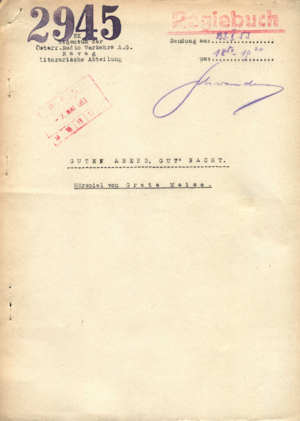 2945
Regiebuch
Eigentum der
Österr. Radio Verkehrs A.G.
Ravag
Literarische Abteilung
Sendung am:
um:
GUTEN ABEND, GUT' NACHT.
Hörspiel von Grete Meise.